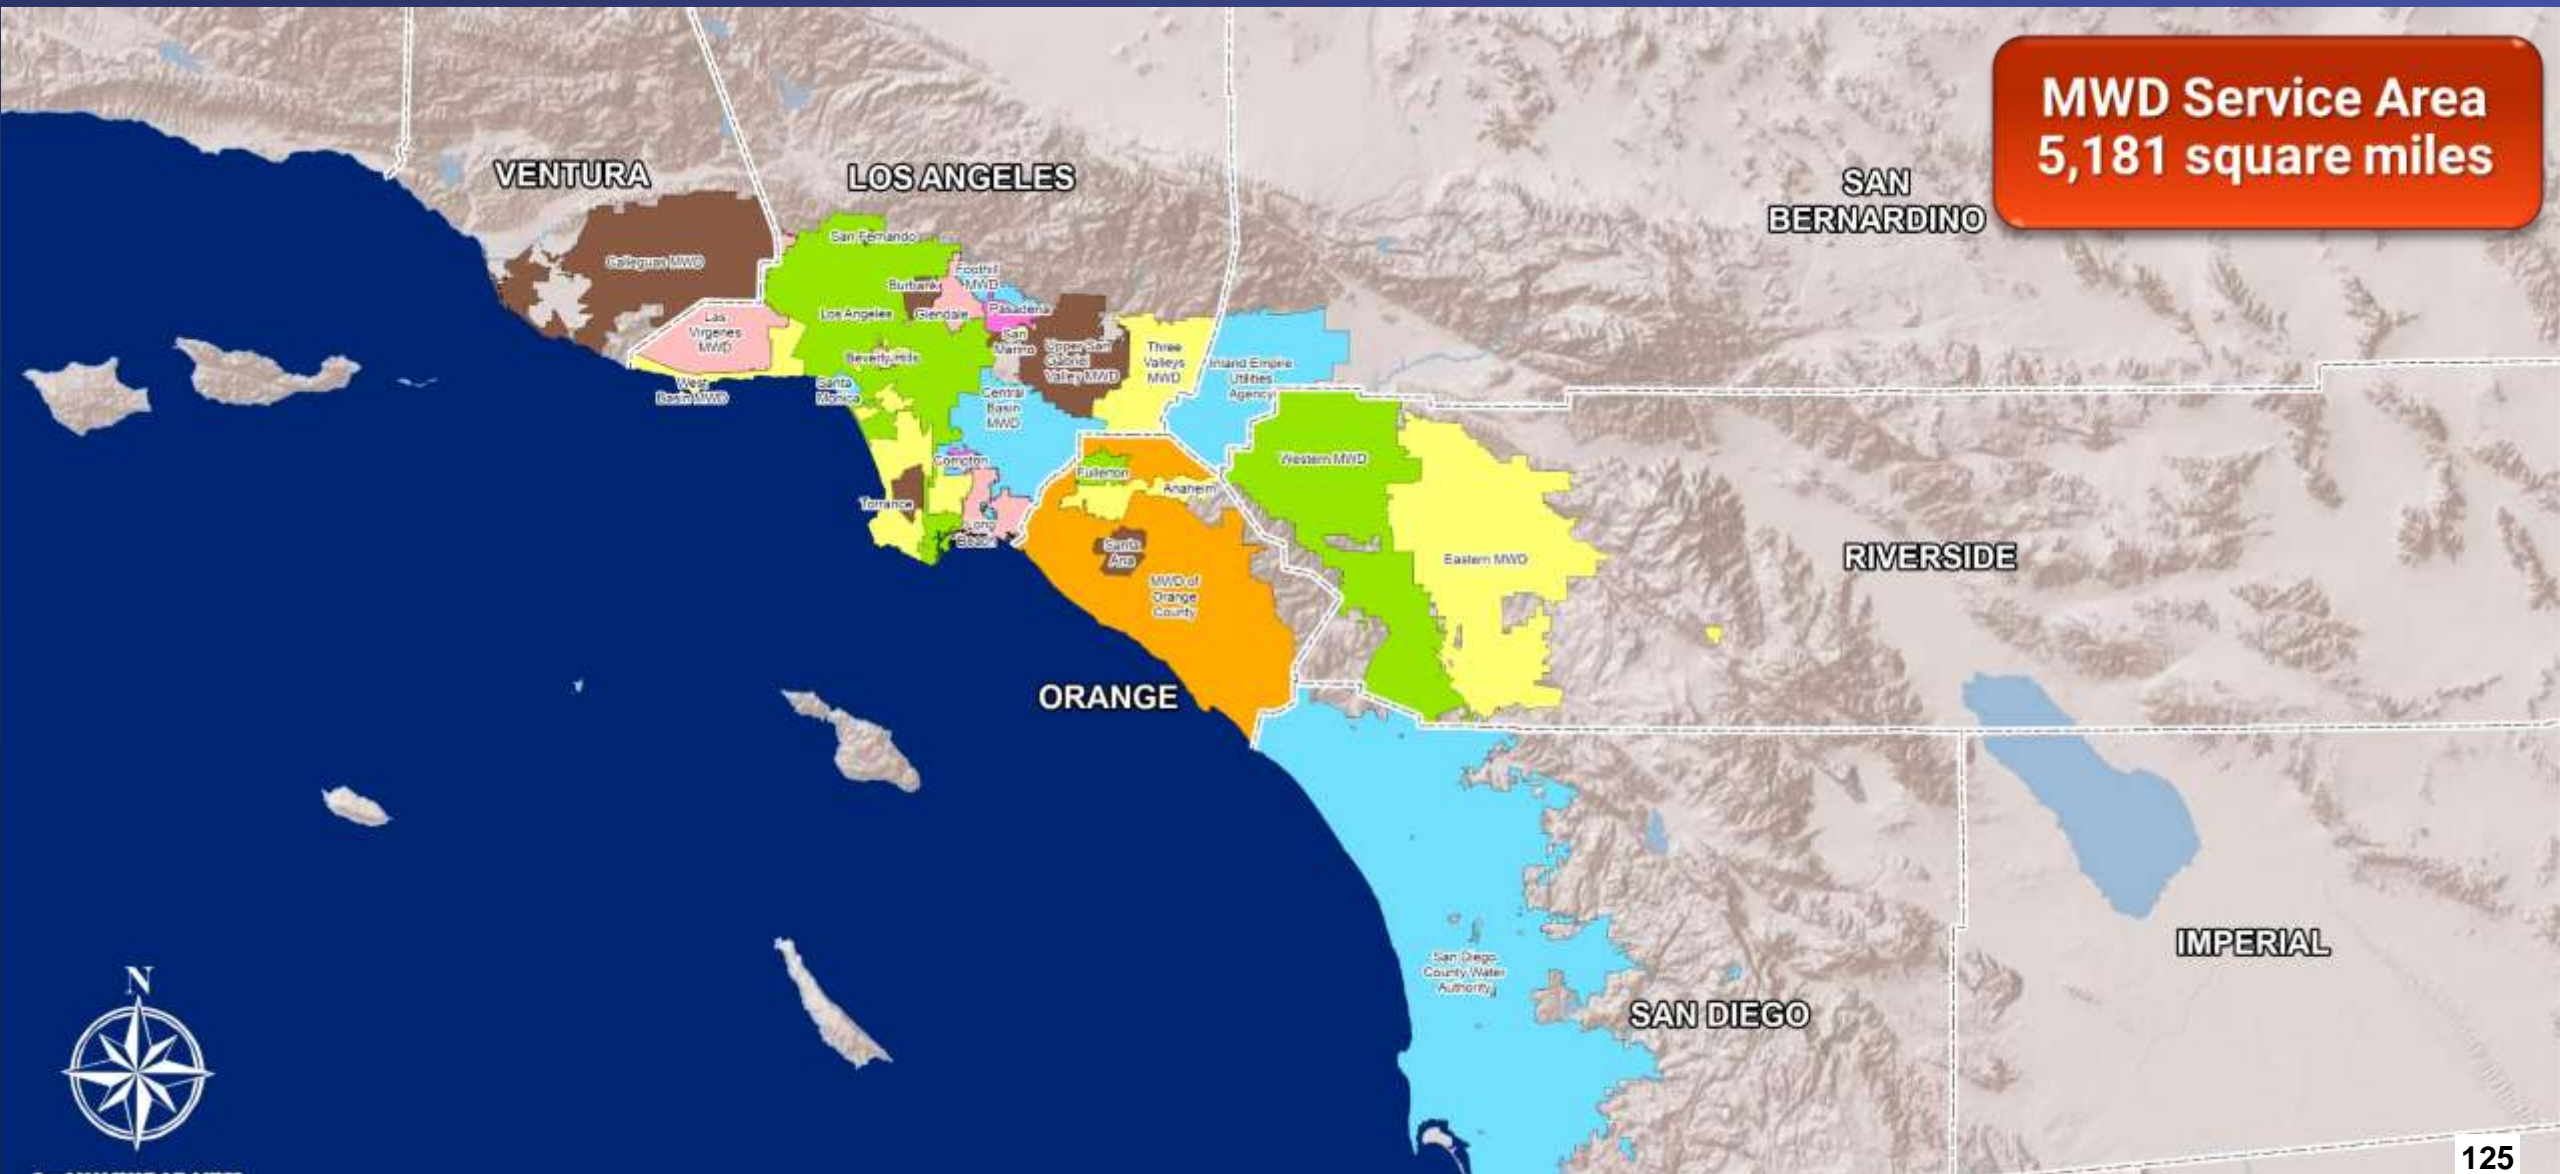 MWD Service Area
5,181 square miles
VENTURA
LOS ANGELES
SAN
BERNARDINO
San Fernando
Calleguas MWD
Foothill
MWD
Burbank
Los Angeles
Glendale
Pasadena
Las
Virgenes
MWD
San
Marino
Upper San
Gabriel
Valley MWD
Three
Valleys
MWD
Beverly Hills
Inland Empire
Utilities
Agency
West
Basin MWD
Santa
Monica
Central
Basin
MWD
Compton
Fullerton
Western MWD
Anaheim
Torrance
Long
Beach
Santa
Ana
Eastern MWD
RIVERSIDE
MWD of
Orange
County
ORANGE
IMPERIAL
San Diego
County Water
Authority
SAN DIEGO
N
125